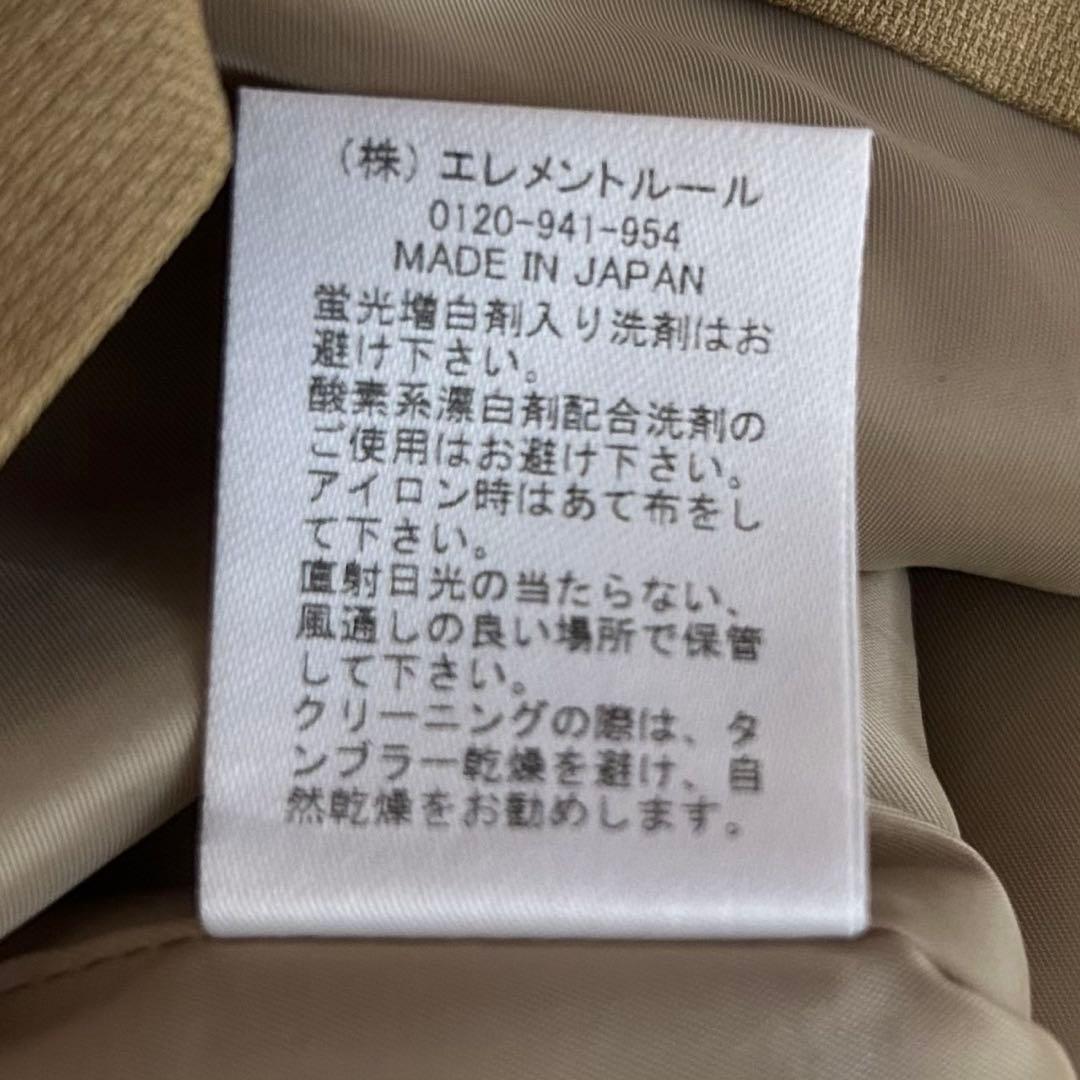 (株)エレメントルール
0120-941-954
MADE IN JAPAN
蛍光増白剤入り洗剤はお
避け下さい。
酸素系漂白剤配合洗剤の
ご使用はお避け下さい。
アイロン時はあて布をし
て下さい。
直射日光の当たらない、
風通しの良い場所で保管
して下さい。
クリーニングの際は、タ
ンブラー乾燥を避け、自
然乾燥をお勧めします。